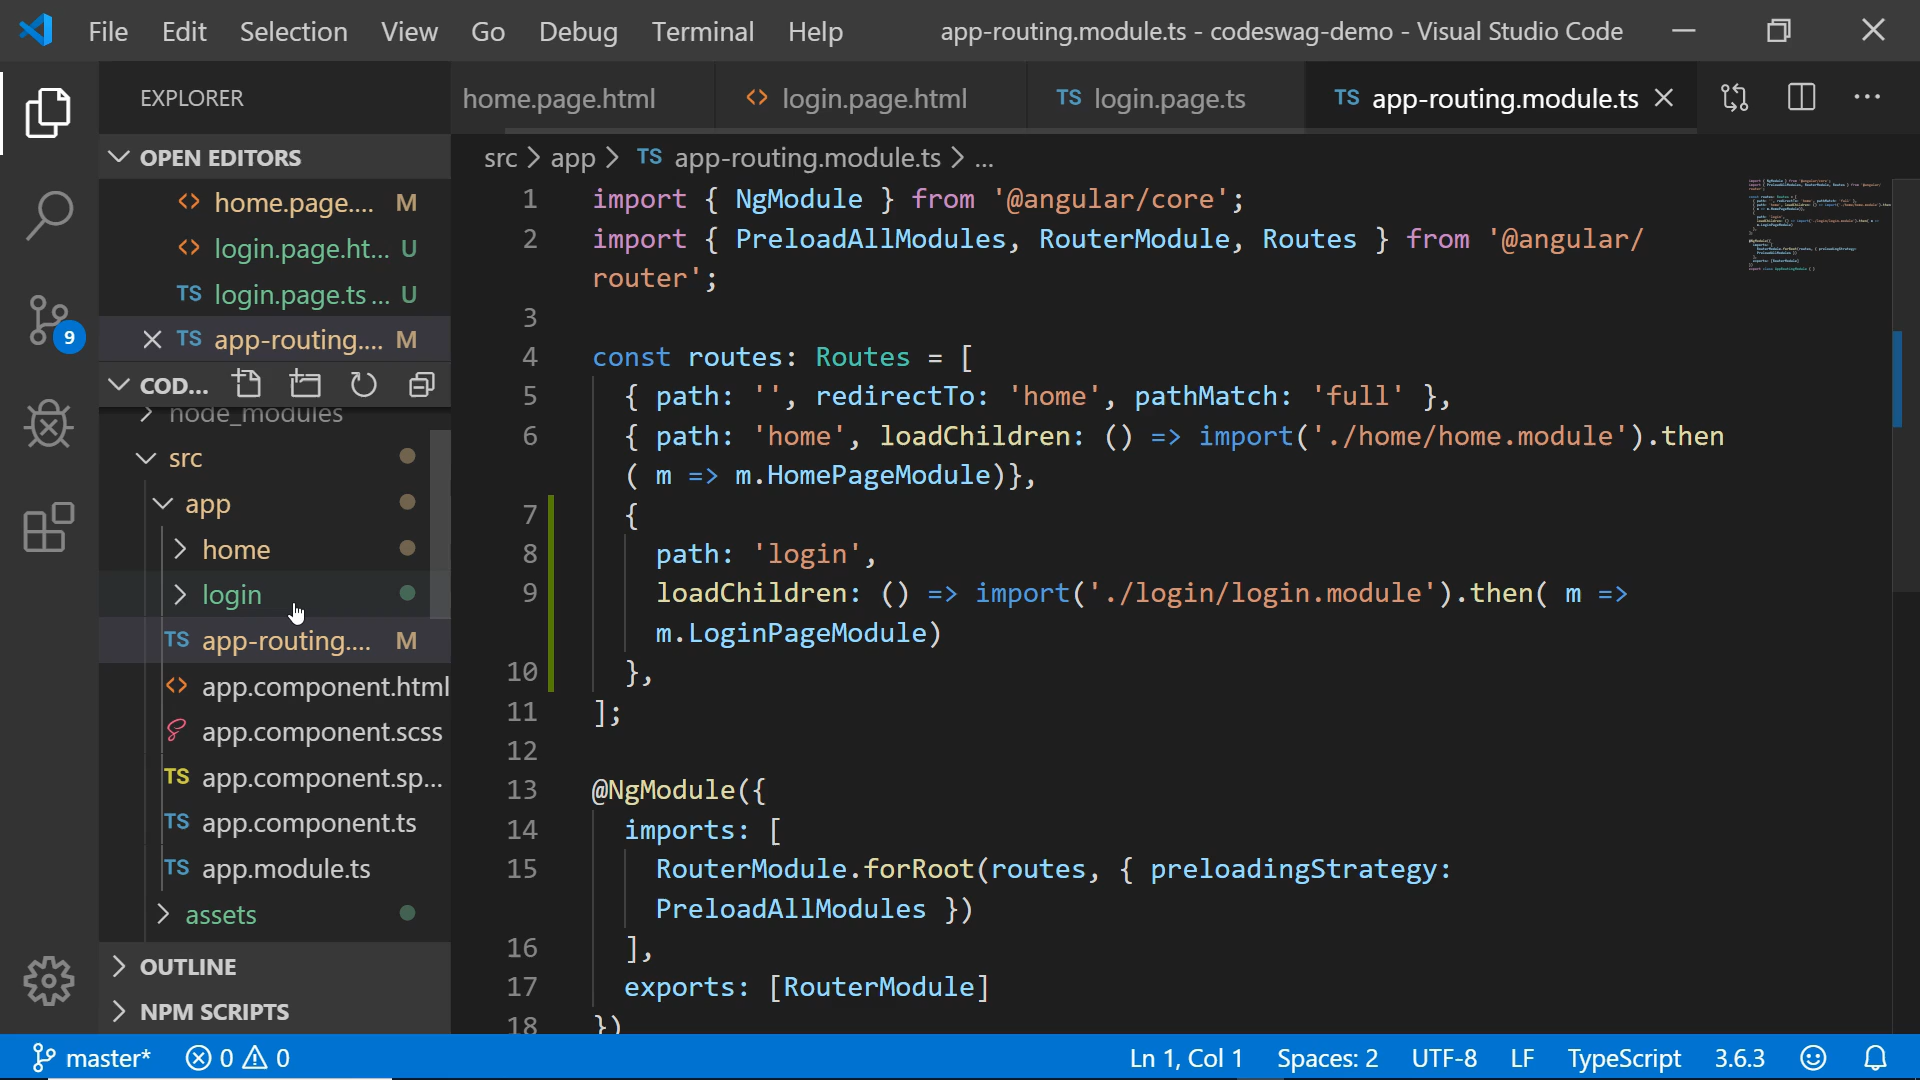 File Edit Selection View Go Debug Terminal Help app-routing.module.ts - codeswag-demo - Visual Studio Code
EXPLORER
home.page.html login.page.html TS login.page.ts TS app-routing.module.ts
OPEN EDITORS
home.page.... M
login.page.ht... U
TS login.page.ts ... U
TS app-routing.... M
COD...
node_modules
src
app
home
login
TS app-routing.... M
app.component.html
app.component.scss
TS app.component.sp...
TS app.component.ts
TS app.module.ts
assets
OUTLINE
NPM SCRIPTS
9
src > app > TS app-routing.module.ts > ...
1 import { NgModule } from '@angular/core';
2 import { PreloadAllModules, RouterModule, Routes } from '@angular/
router';
3
4 const routes: Routes = [
5 { path: '', redirectTo: 'home', pathMatch: 'full' },
6 { path: 'home', loadChildren: () => import('./home/home.module').then
( m => m.HomePageModule)},
7 {
8 path: 'login',
9 loadChildren: () => import('./login/login.module').then( m =>
m.LoginPageModule)
10 },
11 ];
12
13 @NgModule({
14 imports: [
15 RouterModule.forRoot(routes, { preloadingStrategy:
PreloadAllModules })
16 ],
17 exports: [RouterModule]
18 })
master* 0 0 Ln 1, Col 1 Spaces: 2 UTF-8 LF TypeScript 3.6.3